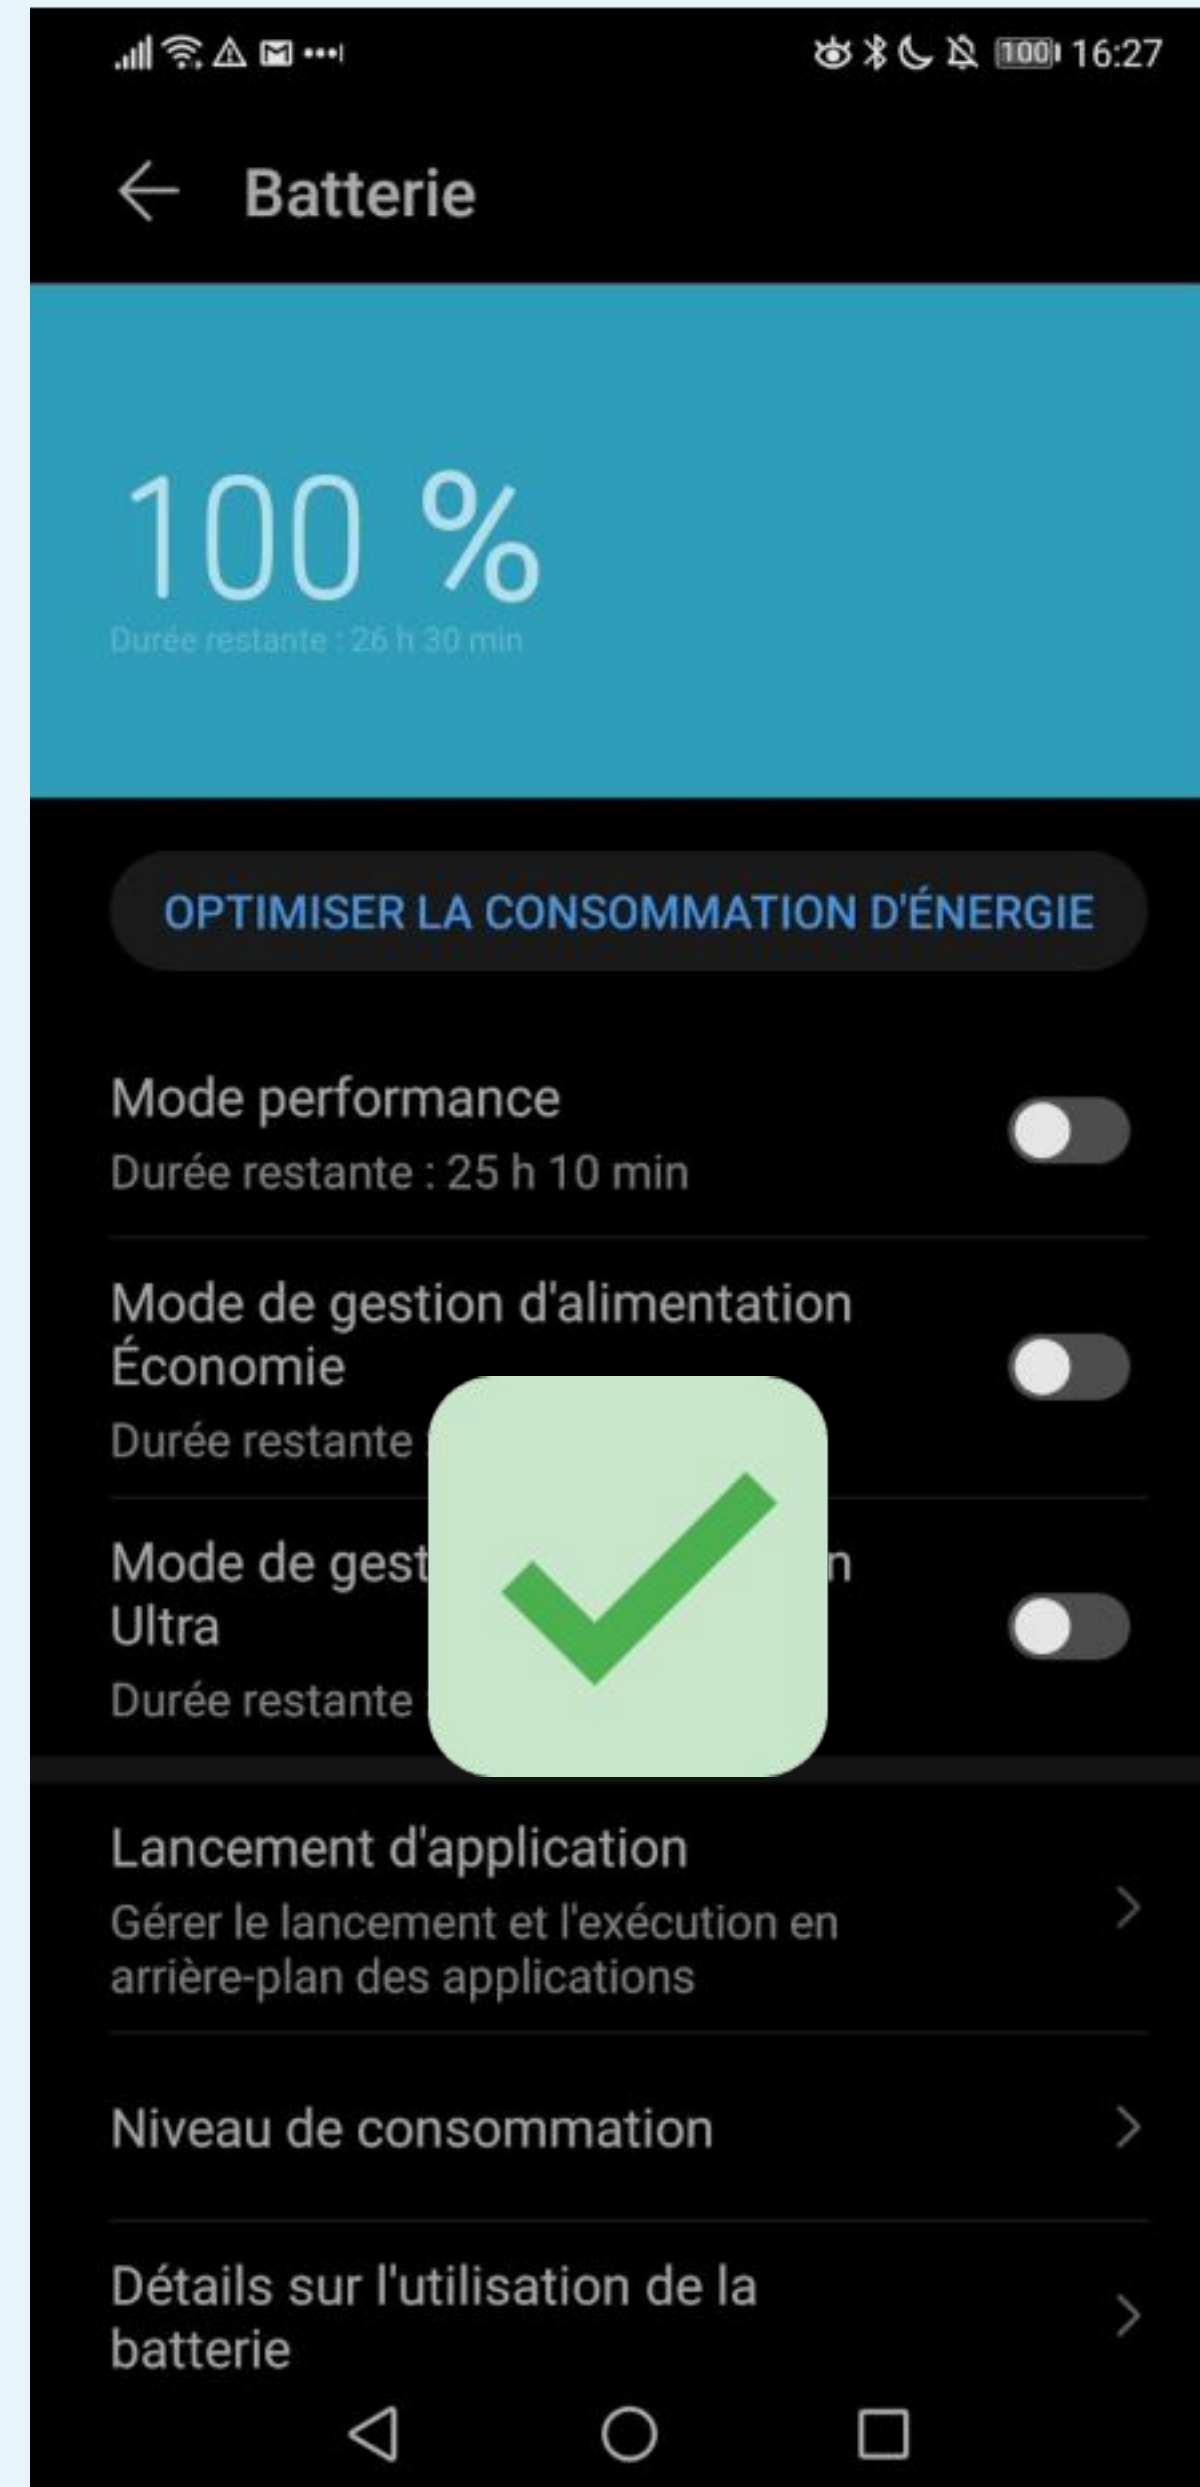 100 16:27
Batterie
100 %
Durée restante : 26 h 30 min
OPTIMISER LA CONSOMMATION D'ÉNERGIE
Mode performance
Durée restante : 25 h 10 min
Mode de gestion d'alimentation
Économie
Durée restante :
Mode de gest n
Ultra
Durée restante :
Lancement d'application
Gérer le lancement et l'exécution en
arrière-plan des applications
Niveau de consommation
Détails sur l'utilisation de la
batterie